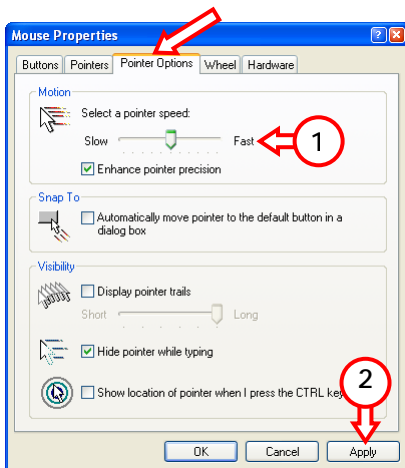 Mouse Properties
Buttons Pointers Pointer Options Wheel Hardware
Motion
Select a pointer speed:
Slow Fast 1
Enhance pointer precision
Snap To
Automatically move pointer to the default button in a
dialog box
Visibility
Display pointer trails
Short Long
Hide pointer while typing
Show location of pointer when I press the CTRL key
2
OK Cancel Apply